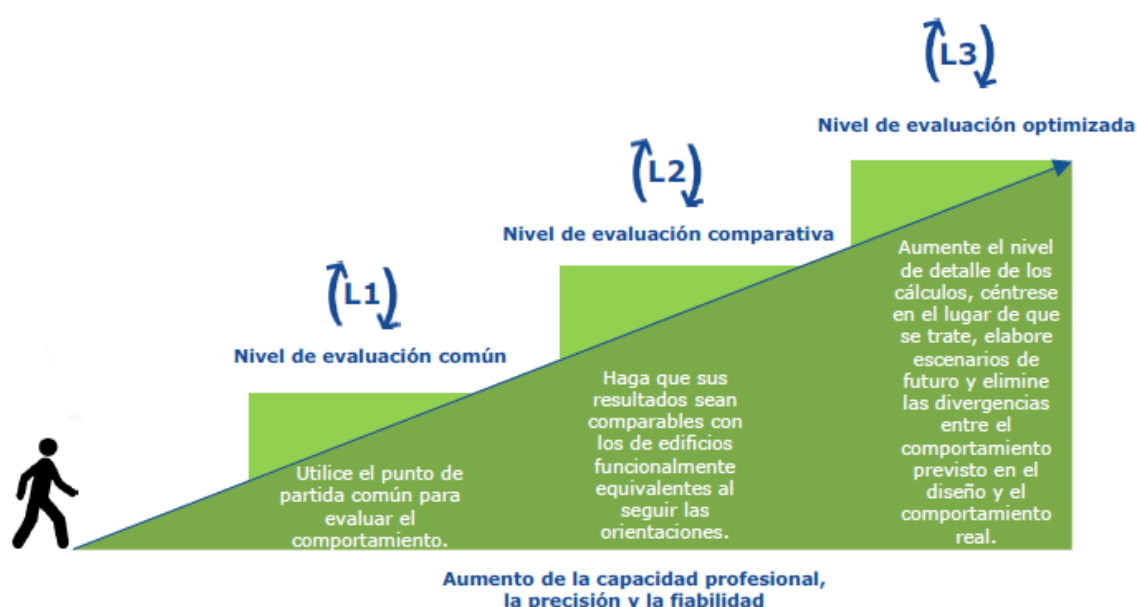 L1
Nivel de evaluación común
Utilice el punto de
partida común para
evaluar el
comportamiento.
L2
Nivel de evaluación comparativa
Haga que sus
resultados sean
comparables con
los de edificios
funcionalmente
equivalentes al
seguir las
orientaciones.
L3
Nivel de evaluación optimizada
Aumente el nivel
de detalle de los
cálculos, céntrese
en el lugar de que
se trate, elabore
escenarios de
futuro y elimine
las divergencias
entre el
comportamiento
previsto en el
diseño y el
comportamiento
real.
Aumento de la capacidad profesional,
la precisión y la fiabilidad